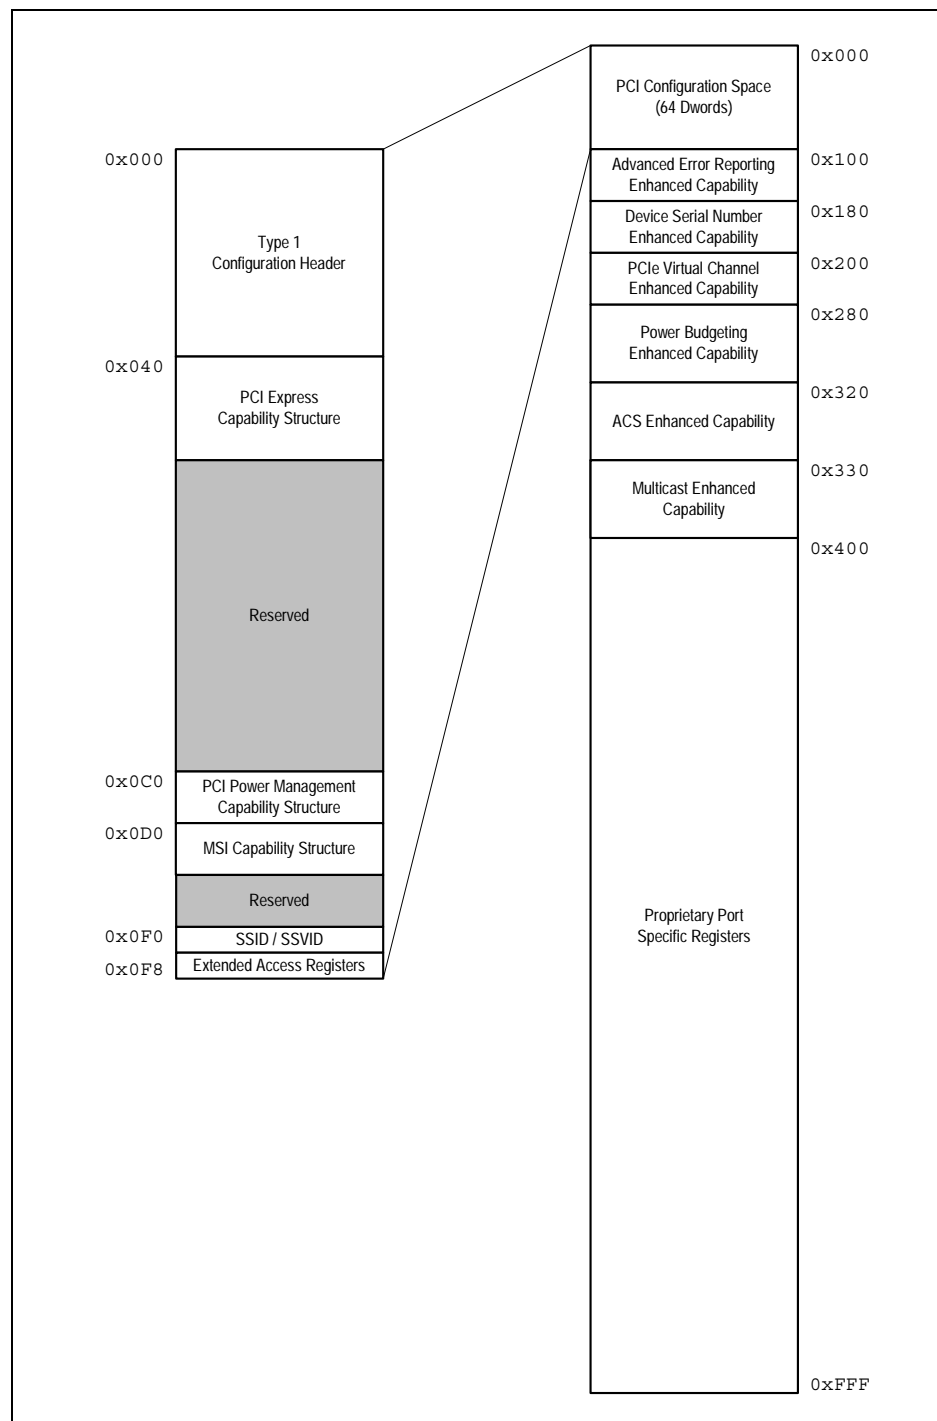 0x000
Type 1
Configuration Header
0x040
PCI Express
Capability Structure
Reserved
0x0C0
PCI Power Management
Capability Structure
0x0D0
MSI Capability Structure
Reserved
0x0F0
SSID / SSVID
0x0F8
Extended Access Registers
0x000
PCI Configuration Space
(64 Dwords)
0x100
Advanced Error Reporting
Enhanced Capability
0x180
Device Serial Number
Enhanced Capability
0x200
PCIe Virtual Channel
Enhanced Capability
0x280
Power Budgeting
Enhanced Capability
0x320
ACS Enhanced Capability
0x330
Multicast Enhanced
Capability
0x400
Proprietary Port
Specific Registers
0xFFF